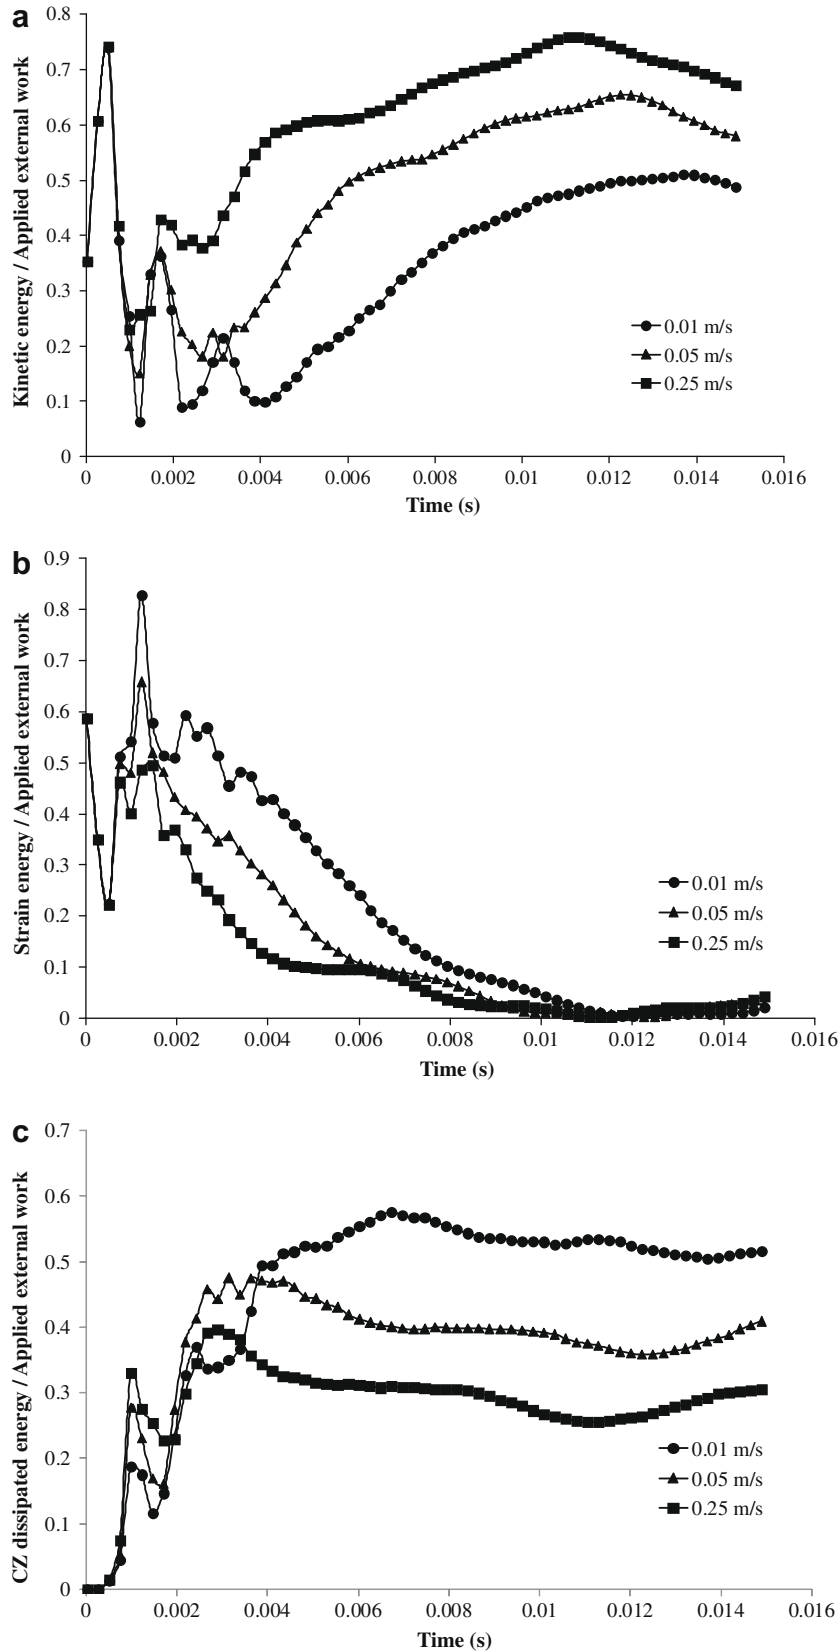 a
Kinetic energy / Applied external work
0.8
0.7
0.6
0.5
0.4
0.3
0.2
0.1
0
0.01 m/s
0.05 m/s
0.25 m/s
0 0.002 0.004 0.006 0.008 0.01 0.012 0.014 0.016
Time (s)
b
Strain energy / Applied external work
0.9
0.8
0.7
0.6
0.5
0.4
0.3
0.2
0.1
0
0.01 m/s
0.05 m/s
0.25 m/s
0 0.002 0.004 0.006 0.008 0.01 0.012 0.014 0.016
Time (s)
c
CZ dissipated energy / Applied external work
0.7
0.6
0.5
0.4
0.3
0.2
0.1
0
0.01 m/s
0.05 m/s
0.25 m/s
0 0.002 0.004 0.006 0.008 0.01 0.012 0.014 0.016
Time (s)